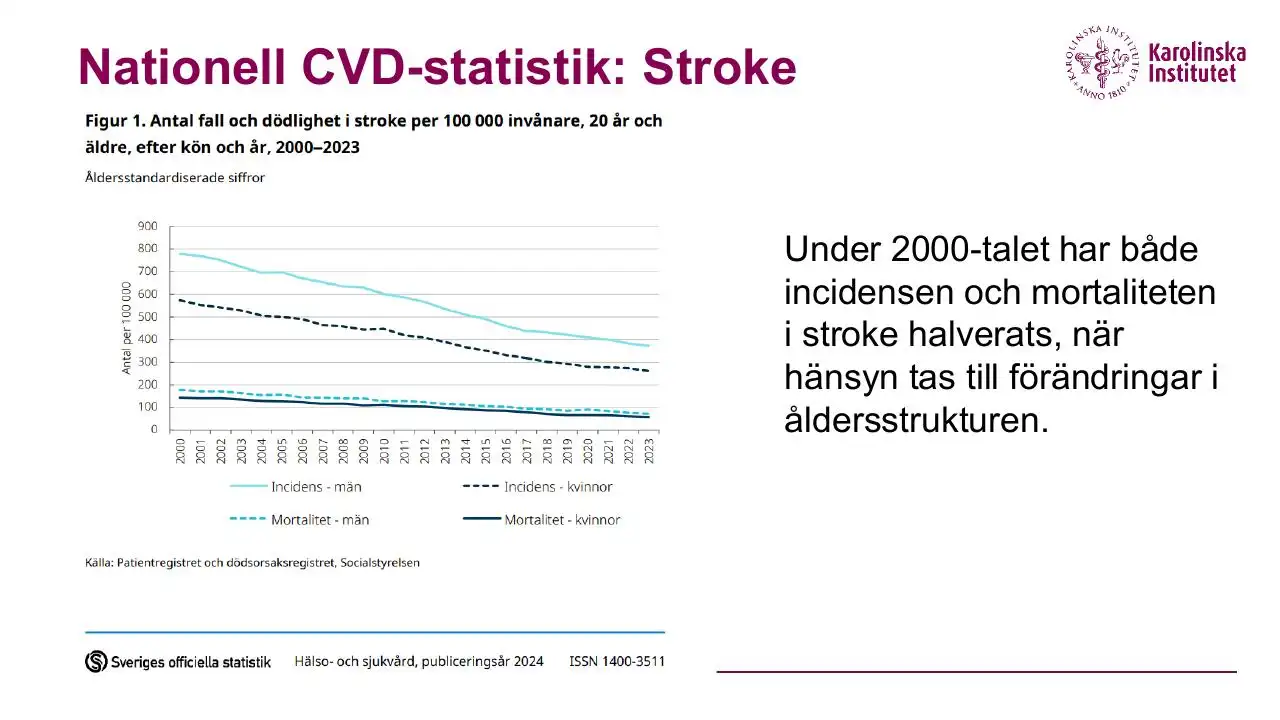 Nationell CVD-statistik: Stroke
KAROLINSKA INSTITUTET
ANNO 1810
Karolinska
Institutet
Figur 1. Antal fall och dödlighet i stroke per 100 000 invånare, 20 år och
äldre, efter kön och år, 2000–2023
Åldersstandardiserade siffror
Antal per 100 000
900
800
700
600
500
400
300
200
100
0
2000 2001 2002 2003 2004 2005 2006 2007 2008 2009 2010 2011 2012 2013 2014 2015 2016 2017 2018 2019 2020 2021 2022 2023
Incidens - män Incidens - kvinnor
Mortalitet - män Mortalitet - kvinnor
Källa: Patientregistret och dödsorsaksregistret, Socialstyrelsen
Under 2000-talet har både
incidensen och mortaliteten
i stroke halverats, när
hänsyn tas till förändringar i
åldersstrukturen.
Sveriges officiella statistik Hälso- och sjukvård, publiceringsår 2024 ISSN 1400-3511